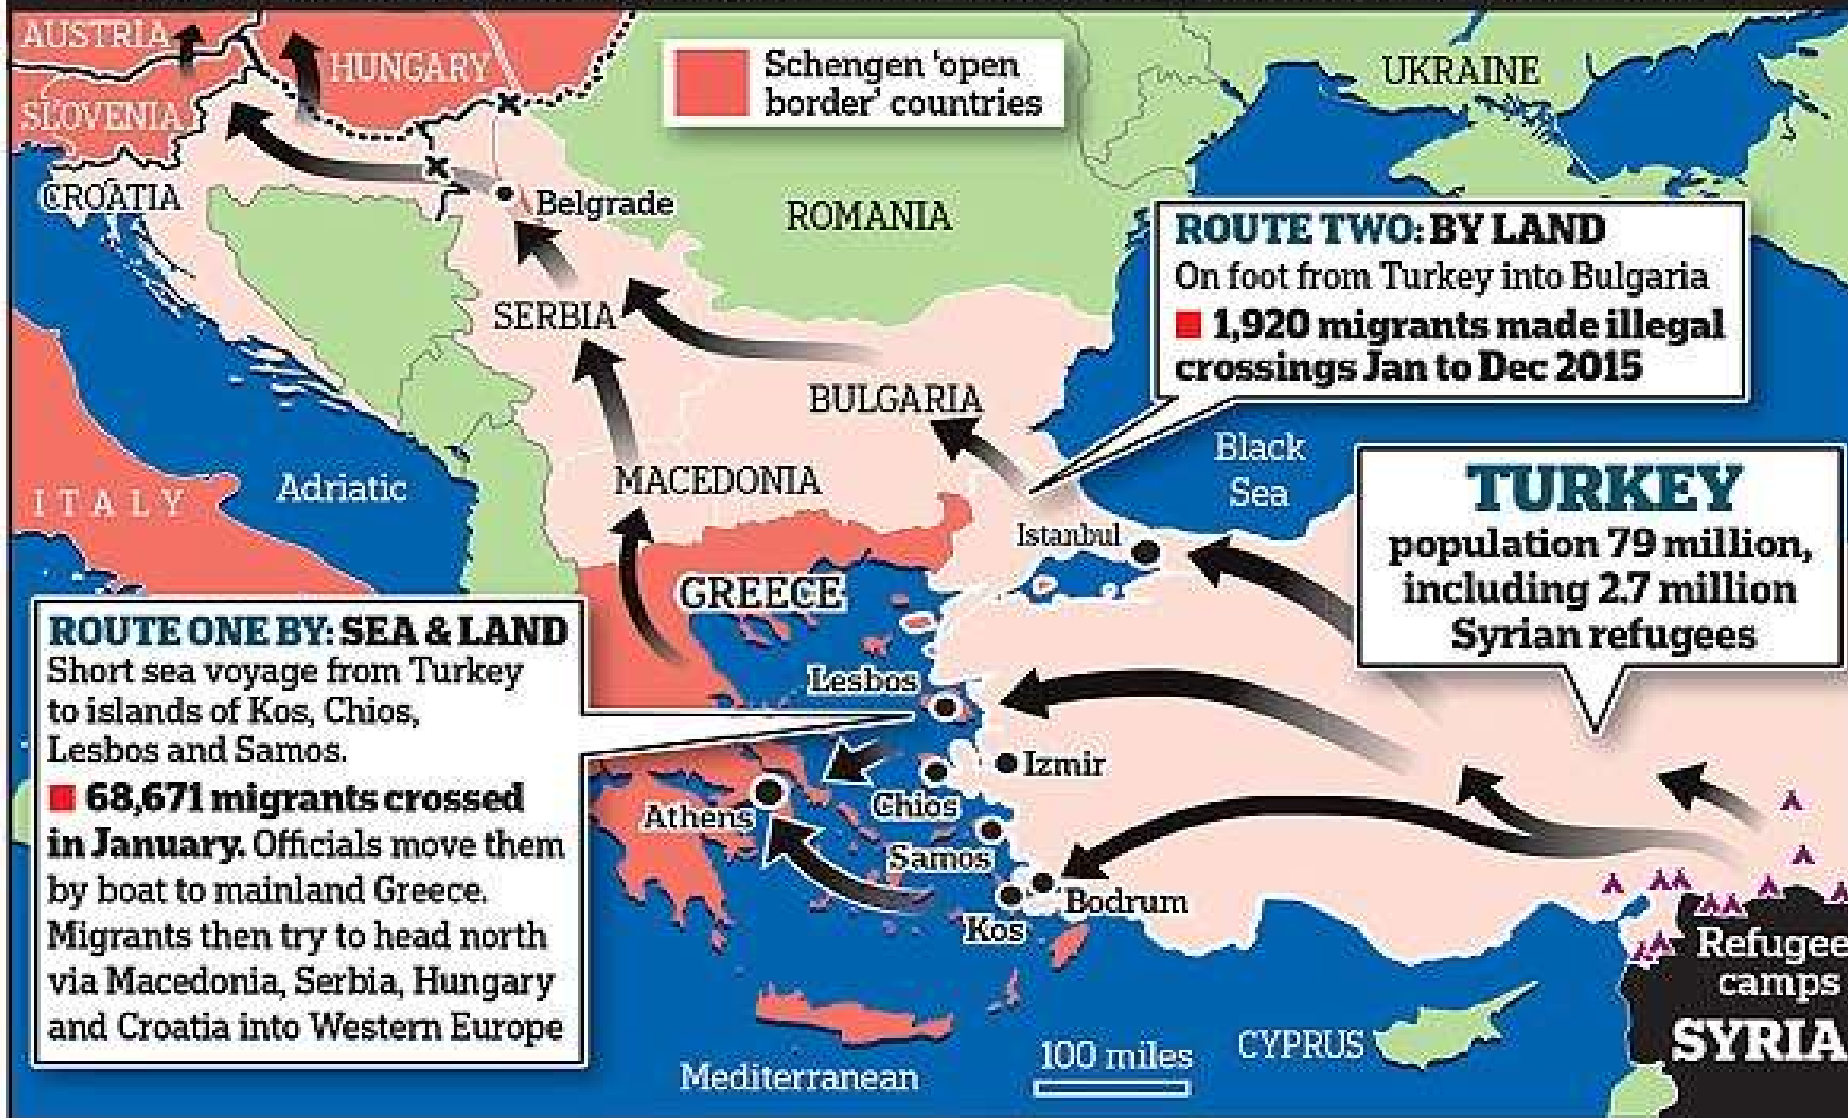 AUSTRIA
HUNGARY
SLOVENIA
CROATIA
Schengen 'open
border' countries
UKRAINE
Belgrade
ROMANIA
ROUTE TWO: BY LAND
On foot from Turkey into Bulgaria
1,920 migrants made illegal
crossings Jan to Dec 2015
SERBIA
BULGARIA
Black
Sea
MACEDONIA
Adriatic
ITALY
TURKEY
population 79 million,
including 2.7 million
Syrian refugees
Istanbul
GREECE
ROUTE ONE BY: SEA & LAND
Short sea voyage from Turkey
to islands of Kos, Chios,
Lesbos and Samos.
68,671 migrants crossed
in January. Officials move them
by boat to mainland Greece.
Migrants then try to head north
via Macedonia, Serbia, Hungary
and Croatia into Western Europe
Lesbos
Izmir
Chios
Athens
Samos
Bodrum
Kos
Refugee
camps
SYRIA
CYPRUS
100 miles
Mediterranean